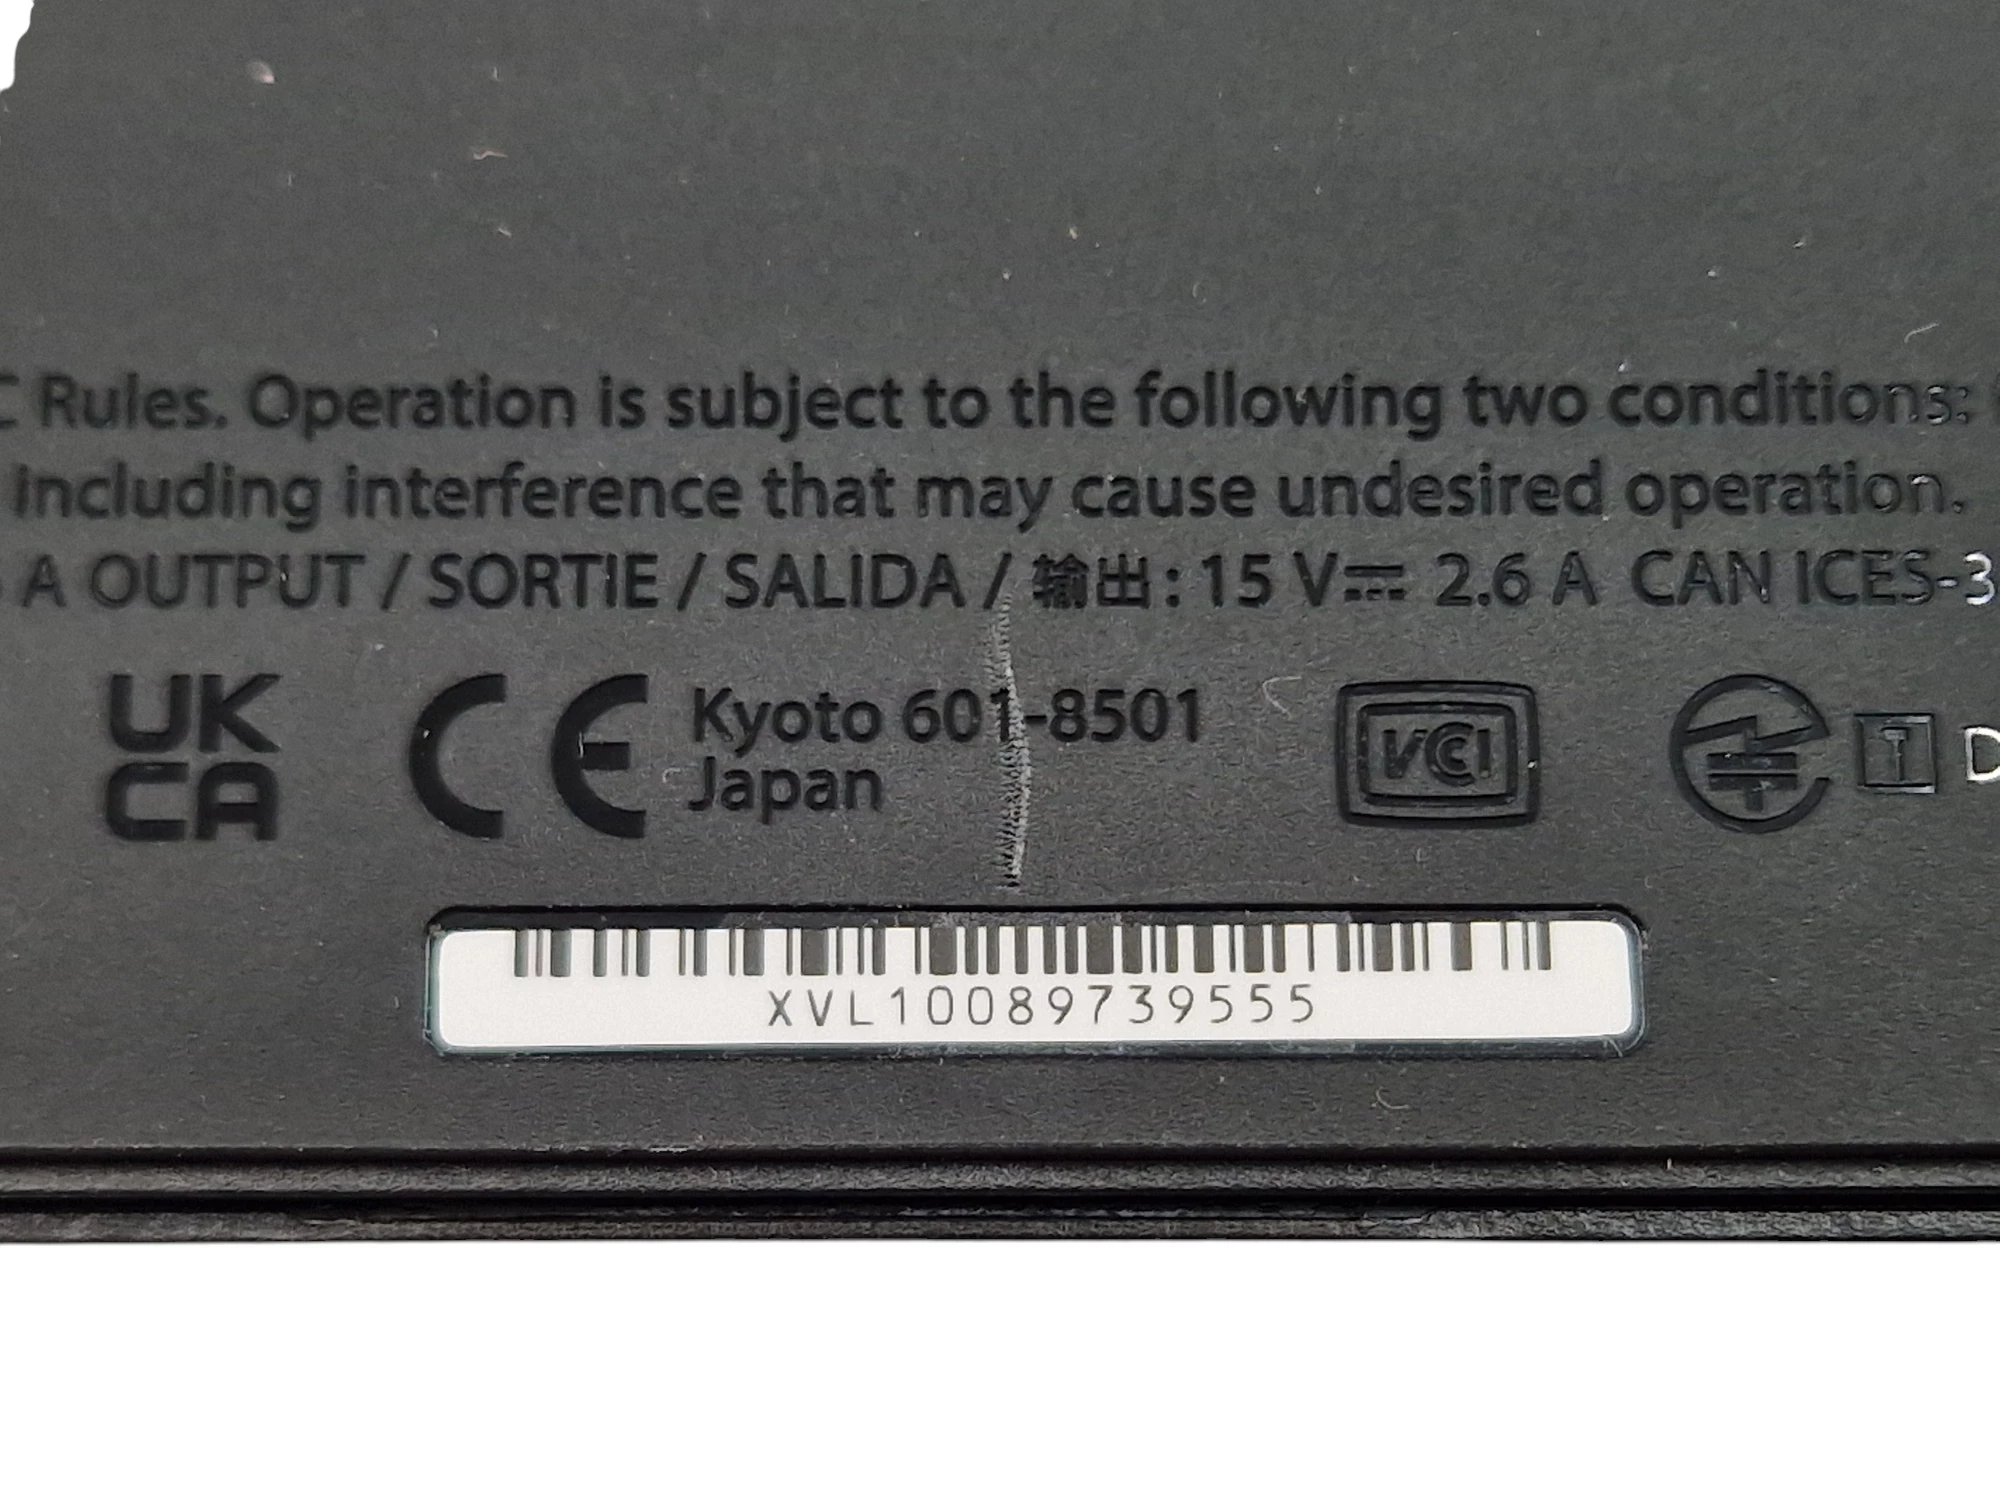 C Rules. Operation is subject to the following two conditions: (
including interference that may cause undesired operation.
A OUTPUT / SORTIE / SALIDA / 输出: 15 V⎓ 2.6 A CAN ICES-3
UK
CA
CE
Kyoto 601-8501
Japan
VCI
T
D
XVL10089739555